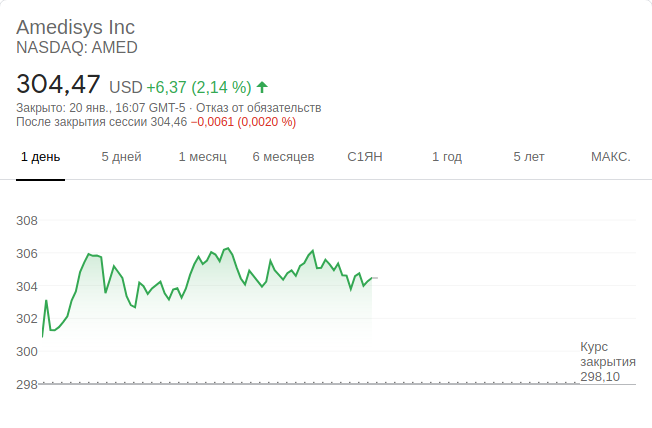 Amedisys Inc
NASDAQ: AMED
304,47 USD +6,37 (2,14 %)
Закрыто: 20 янв., 16:07 GMT-5 · Отказ от обязательств
После закрытия сессии 304,46 −0,0061 (0,0020 %)
1 день 5 дней 1 месяц 6 месяцев С1ЯН 1 год 5 лет МАКС.
308
306
304
302
300
Курс
закрытия
298,10
298